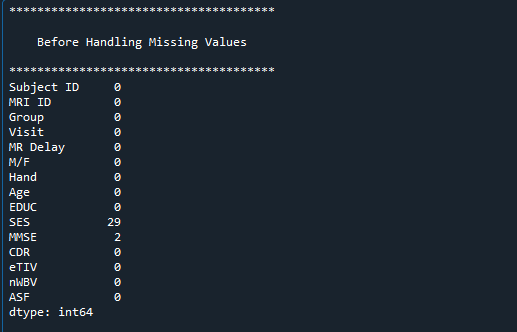 **************************************
Before Handling Missing Values
**************************************
Subject ID     0
MRI ID         0
Group          0
Visit          0
MR Delay       0
M/F            0
Hand           0
Age            0
EDUC           0
SES           29
MMSE           2
CDR            0
eTIV           0
nWBV           0
ASF            0
dtype: int64